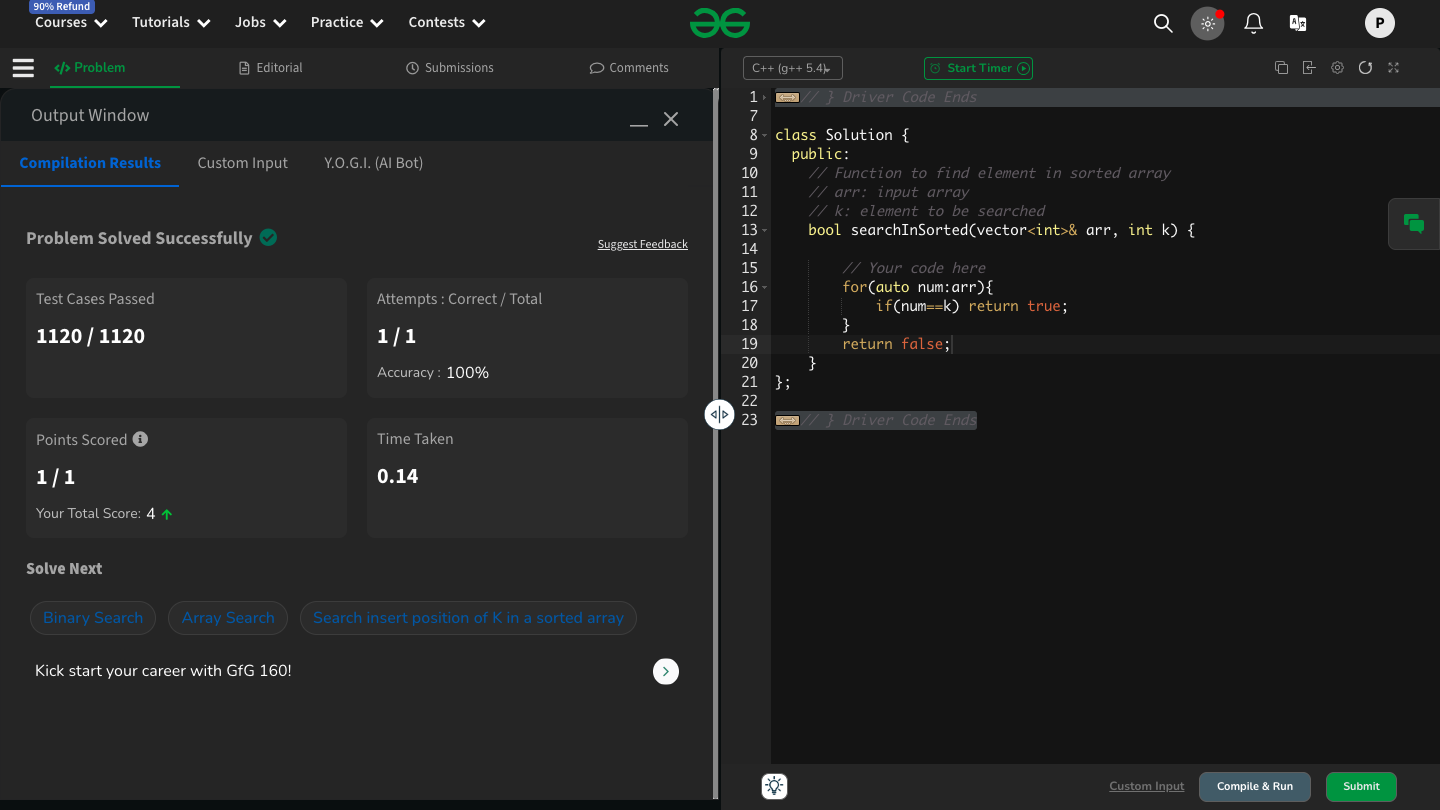 90% Refund
Courses Tutorials Jobs Practice Contests P
Problem Editorial Submissions Comments
Output Window
Compilation Results Custom Input Y.O.G.I. (AI Bot)
Problem Solved Successfully
Suggest Feedback
Test Cases Passed
1120 / 1120
Attempts : Correct / Total
1 / 1
Accuracy : 100%
Points Scored
1 / 1
Your Total Score: 4
Time Taken
0.14
Solve Next
Binary Search Array Search Search insert position of K in a sorted array
Kick start your career with GfG 160!
C++ (g++ 5.4) Start Timer
1 // } Driver Code Ends
7
8 class Solution {
9 public:
10 // Function to find element in sorted array
11 // arr: input array
12 // k: element to be searched
13 bool searchInSorted(vector<int>& arr, int k) {
14
15 // Your code here
16 for(auto num:arr){
17 if(num==k) return true;
18 }
19 return false;
20 }
21 };
22
23 // } Driver Code Ends
Custom Input Compile & Run Submit